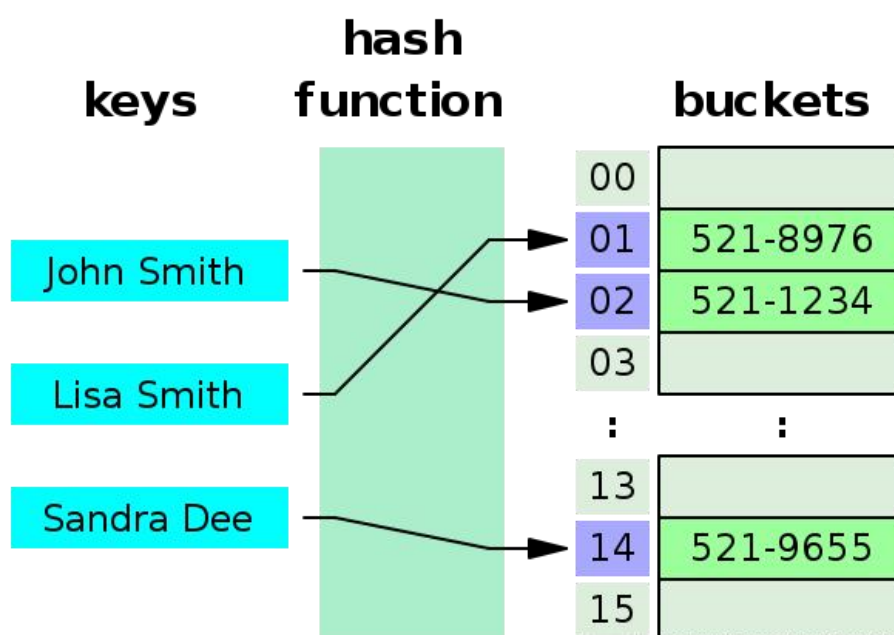 hash
keys function buckets
00
01 521-8976
John Smith
02 521-1234
03
Lisa Smith
: :
13
Sandra Dee
14 521-9655
15